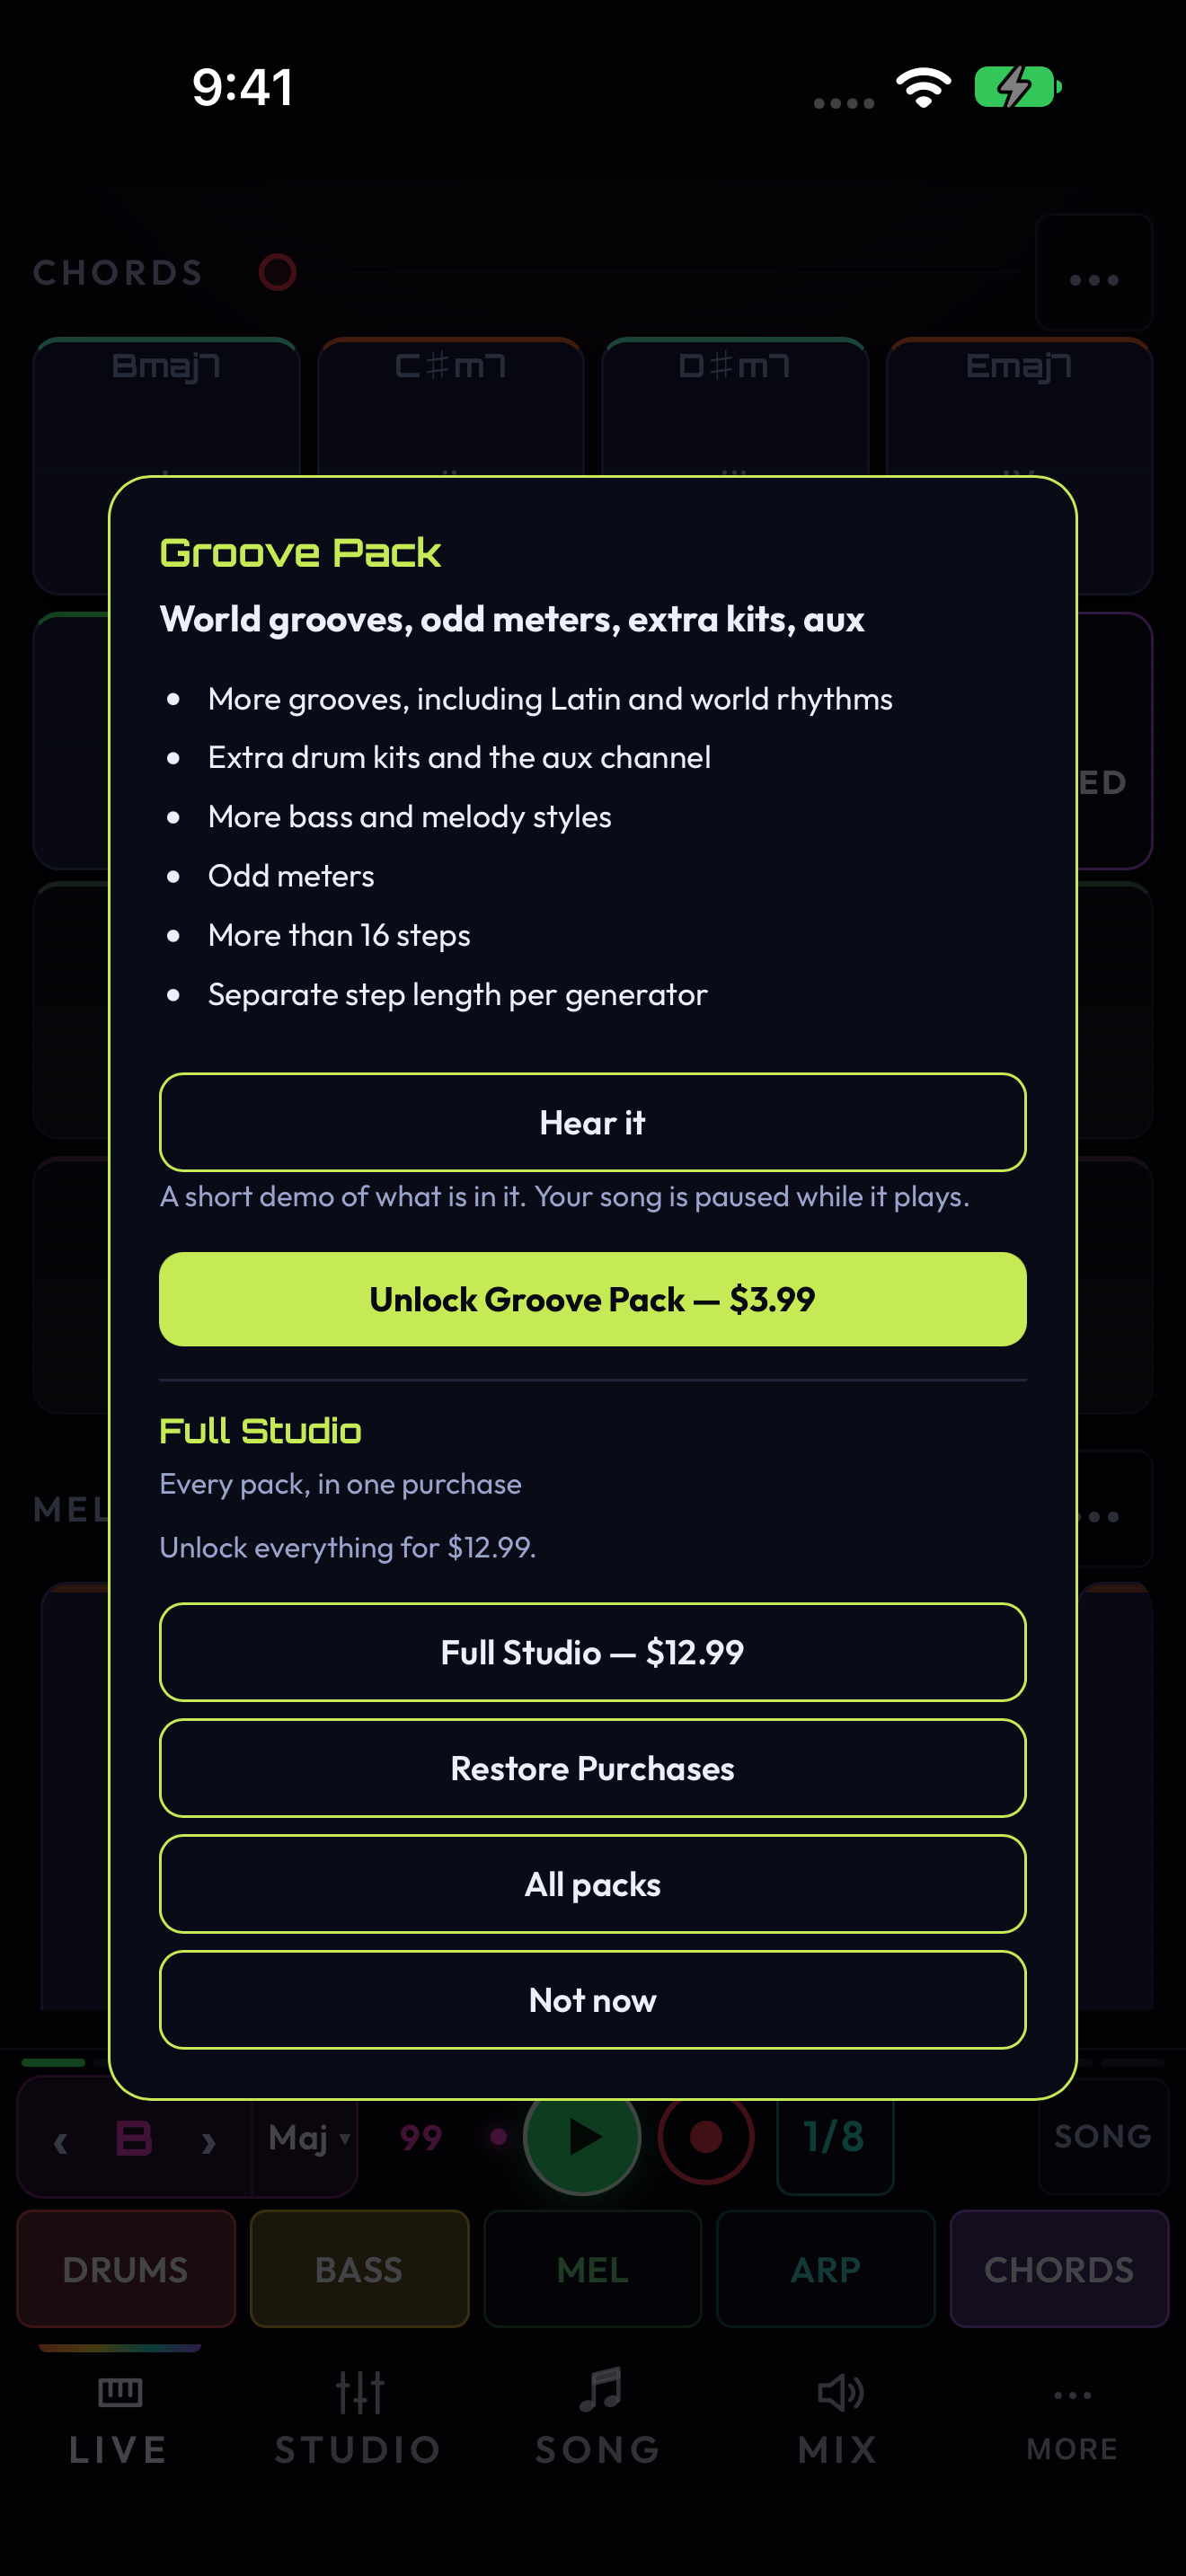 9:41
CHORDS
...
Bmaj7 C♯m7 D♯m7 Emaj7
Groove Pack
World grooves, odd meters, extra kits, aux
• More grooves, including Latin and world rhythms
• Extra drum kits and the aux channel
• More bass and melody styles
• Odd meters
• More than 16 steps
• Separate step length per generator
Hear it
A short demo of what is in it. Your song is paused while it plays.
Unlock Groove Pack — $3.99
Full Studio
Every pack, in one purchase
Unlock everything for $12.99.
Full Studio — $12.99
Restore Purchases
All packs
Not now
‹ B › Maj ▾ 99 1/8 SONG
DRUMS BASS MEL ARP CHORDS
LIVE STUDIO SONG MIX MORE